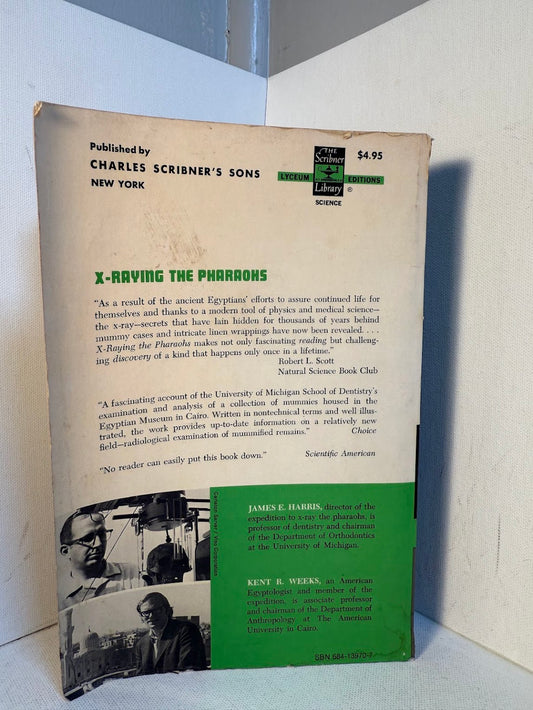 Published by
CHARLES SCRIBNER'S SONS
NEW YORK
$4.95
THE
Scribner
Library
®
LYCEUM EDITIONS
SCIENCE
X-RAYING THE PHARAOHS
"As a result of the ancient Egyptians' efforts to assure continued life for
themselves and thanks to a modern tool of physics and medical science—
the x-ray—secrets that have lain hidden for thousands of years behind
mummy cases and intricate linen wrappings have now been revealed. . . .
X-Raying the Pharaohs makes not only fascinating reading but challeng-
ing discovery of a kind that happens only once in a lifetime."
Robert L. Scott
Natural Science Book Club
"A fascinating account of the University of Michigan School of Dentistry's
examination and analysis of a collection of mummies housed in the
Egyptian Museum in Cairo. Written in nontechnical terms and well illus-
trated, the work provides up-to-date information on a relatively new
field—radiological examination of mummified remains." Choice
"No reader can easily put this book down." Scientific American
JAMES E. HARRIS, director of the
expedition to x-ray the pharaohs, is
professor of dentistry and chairman
of the Department of Orthodontics
at the University of Michigan.
KENT R. WEEKS, an American
Egyptologist and member of the
expedition, is associate professor
and chairman of the Department of
Anthropology at The American
University in Cairo.
SBN 684-13970-7